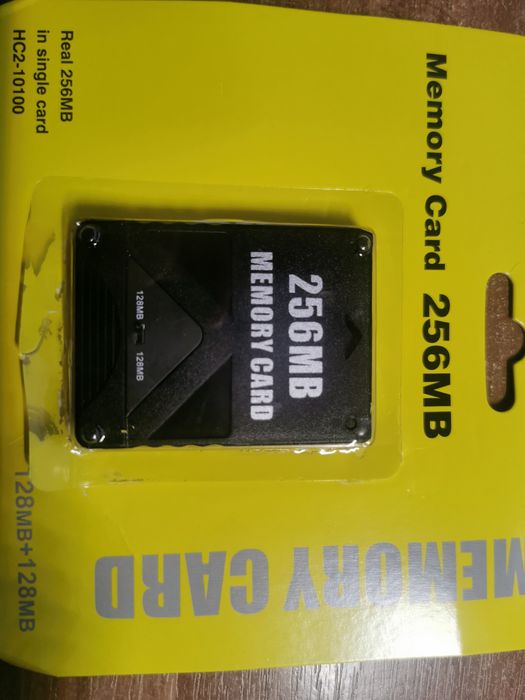 Memory Card 256MB
Real 256MB
in single card
HC2-10100
256MB
MEMORY CARD
128MB 128MB
MEMORY CARD
128MB+128MB